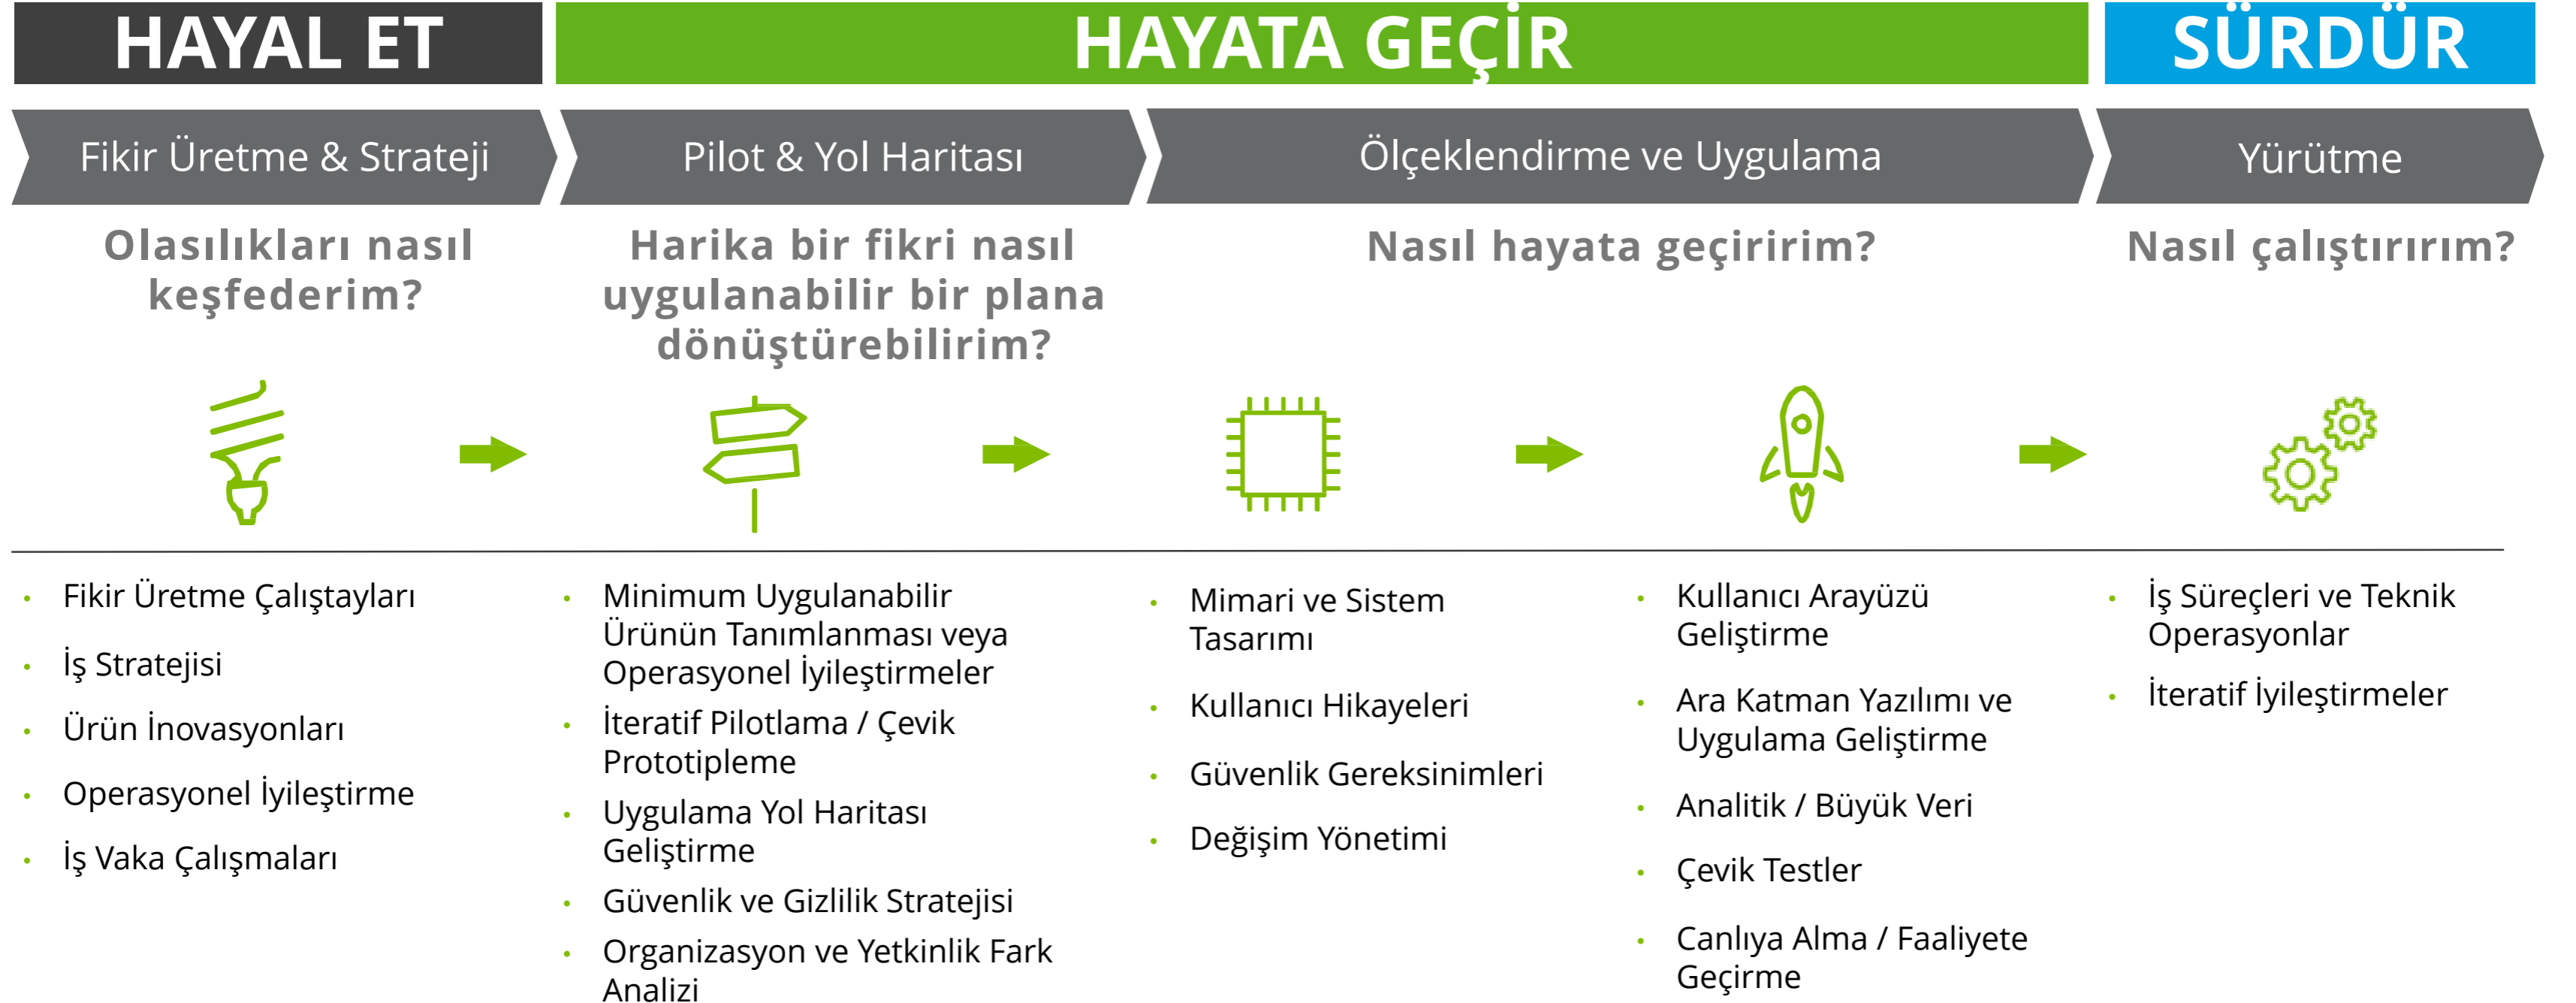 HAYAL ET
HAYATA GEÇİR
SÜRDÜR
Fikir Üretme & Strateji
Pilot & Yol Haritası
Ölçeklendirme ve Uygulama
Yürütme
Olasılıkları nasıl
keşfederim?
Harika bir fikri nasıl
uygulanabilir bir plana
dönüştürebilirim?
Nasıl hayata geçiririm?
Nasıl çalıştırırım?
• Fikir Üretme Çalıştayları
• İş Stratejisi
• Ürün İnovasyonları
• Operasyonel İyileştirme
• İş Vaka Çalışmaları
• Minimum Uygulanabilir
Ürünün Tanımlanması veya
Operasyonel İyileştirmeler
• İteratif Pilotlama / Çevik
Prototipleme
• Uygulama Yol Haritası
Geliştirme
• Güvenlik ve Gizlilik Stratejisi
• Organizasyon ve Yetkinlik Fark
Analizi
• Mimari ve Sistem
Tasarımı
• Kullanıcı Hikayeleri
• Güvenlik Gereksinimleri
• Değişim Yönetimi
• Kullanıcı Arayüzü
Geliştirme
• Ara Katman Yazılımı ve
Uygulama Geliştirme
• Analitik / Büyük Veri
• Çevik Testler
• Canlıya Alma / Faaliyete
Geçirme
• İş Süreçleri ve Teknik
Operasyonlar
• İteratif İyileştirmeler